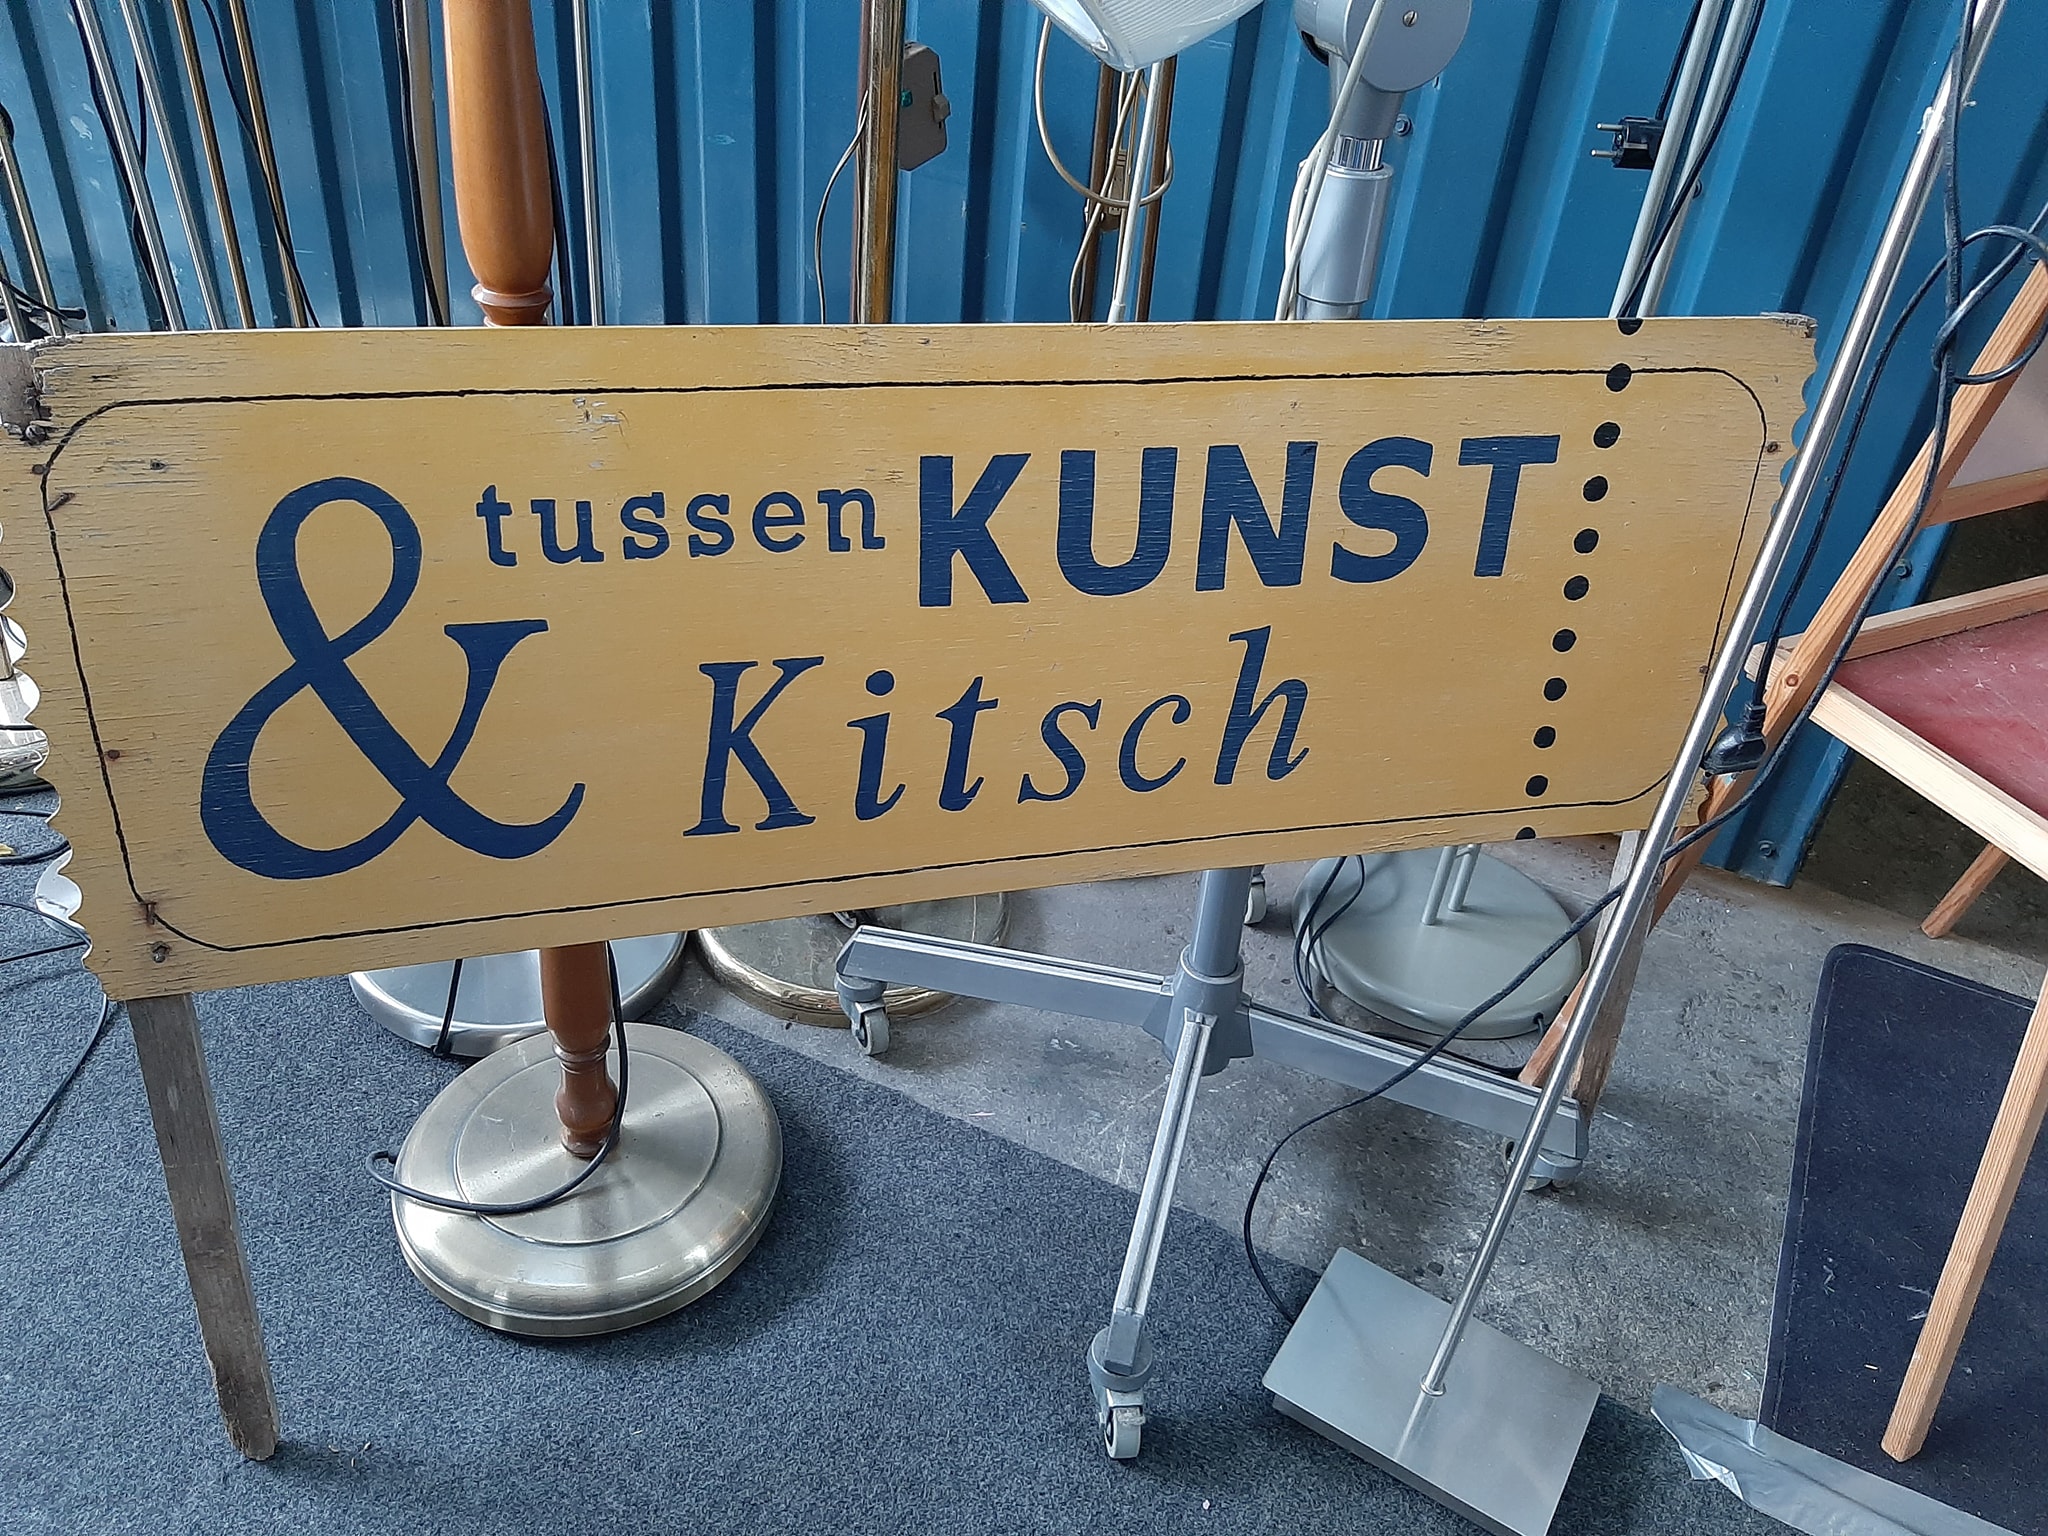 tussen KUNST
& Kitsch